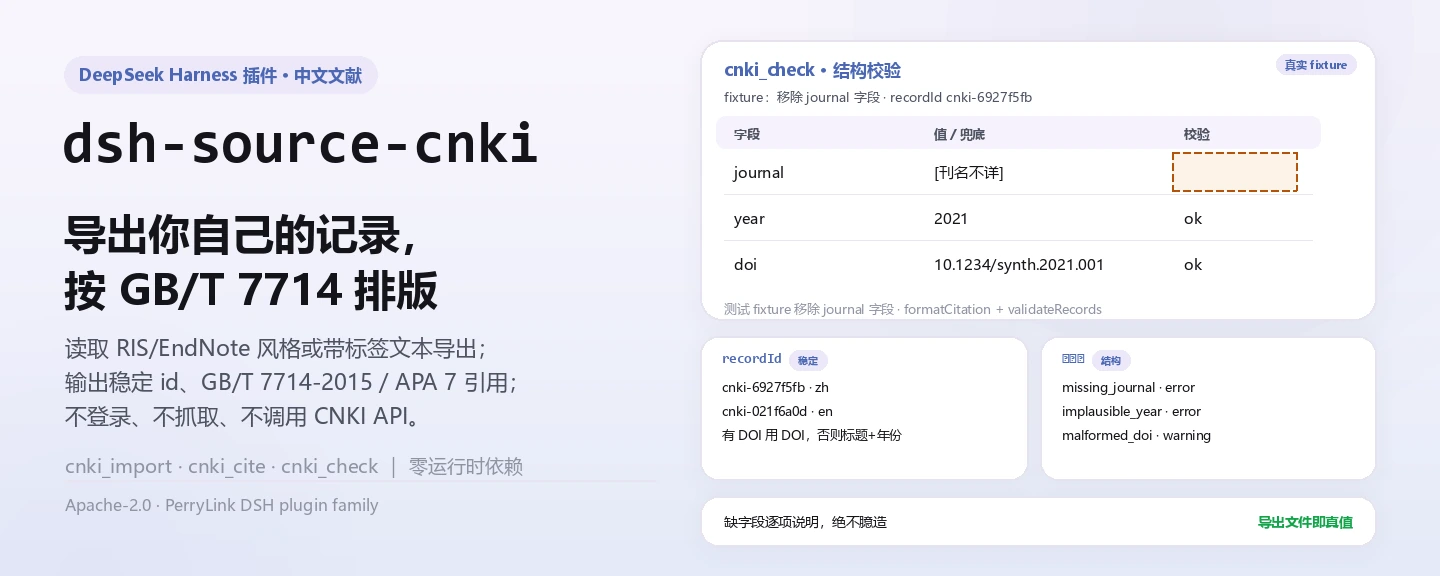 DeepSeek Harness 插件 • 中文文献
dsh-source-cnki
导出你自己的记录，
按 GB/T 7714 排版
读取 RIS/EndNote 风格或带标签文本导出；
输出稳定 id、GB/T 7714-2015 / APA 7 引用；
不登录、不抓取、不调用 CNKI API。
cnki_import · cnki_cite · cnki_check | 零运行时依赖
Apache-2.0 · PerryLink DSH plugin family
cnki_check • 结构校验
真实 fixture
fixture：移除 journal 字段 · recordId cnki-6927f5fb
字段 值 / 兜底 校验
journal [刊名不详]
year 2021 ok
doi 10.1234/synth.2021.001 ok
测试 fixture 移除 journal 字段 · formatCitation + validateRecords
recordId 稳定
cnki-6927f5fb · zh
cnki-021f6a0d · en
有 DOI 用 DOI，否则标题+年份
结构
missing_journal · error
implausible_year · error
malformed_doi · warning
缺字段逐项说明，绝不臆造
导出文件即真值